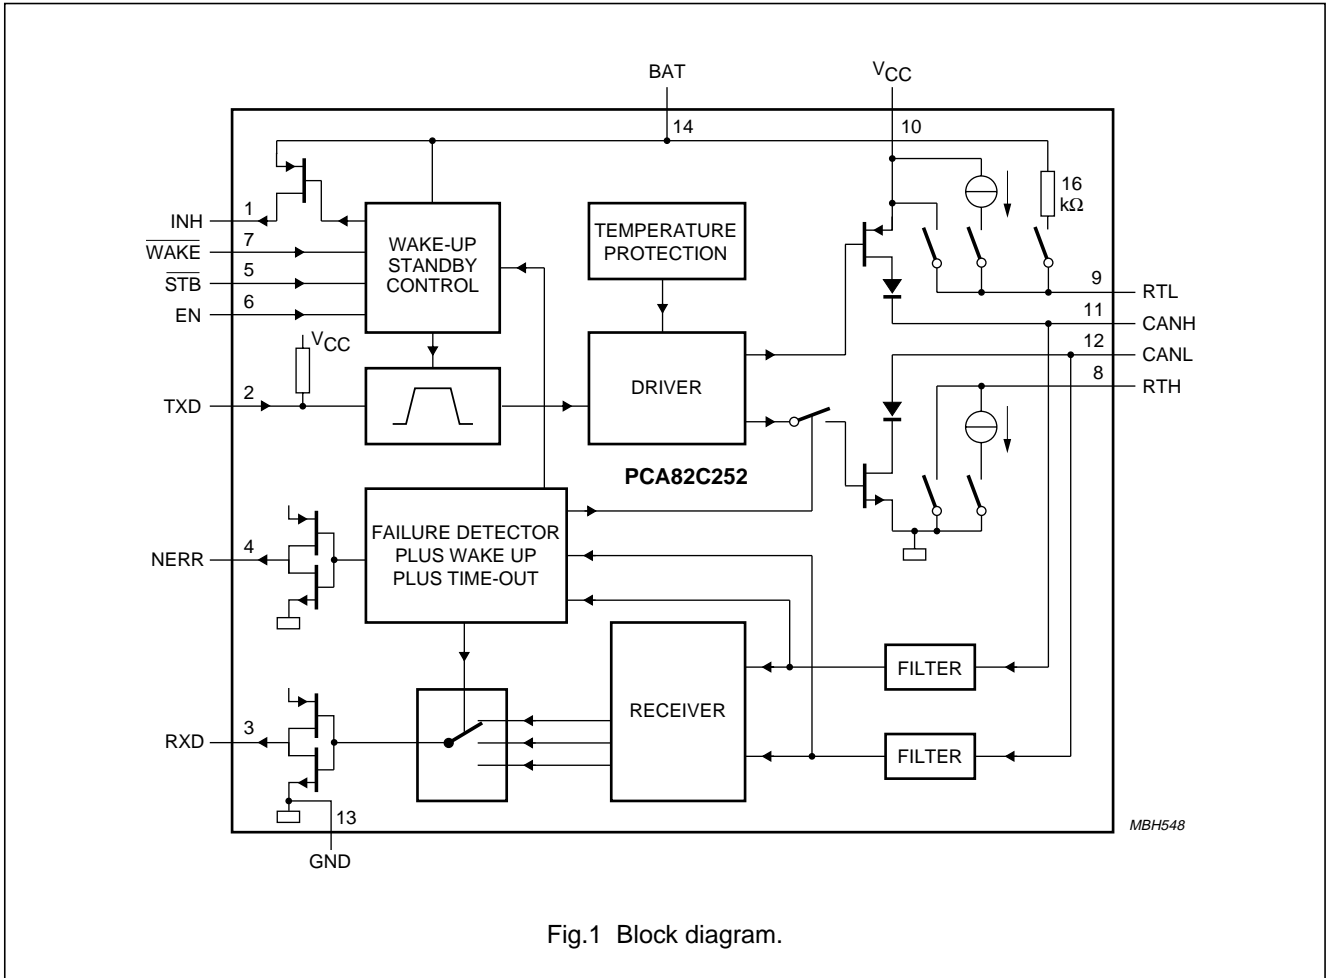 BAT
VCC
14
10
16
kΩ
INH
1
WAKE
7
STB
5
EN
6
WAKE-UP
STANDBY
CONTROL
TEMPERATURE
PROTECTION
9
RTL
11
CANH
12
CANL
8
RTH
VCC
TXD
2
DRIVER
PCA82C252
FAILURE DETECTOR
PLUS WAKE UP
PLUS TIME-OUT
NERR
4
RECEIVER
FILTER
FILTER
RXD
3
13
GND
MBH548
Fig.1 Block diagram.